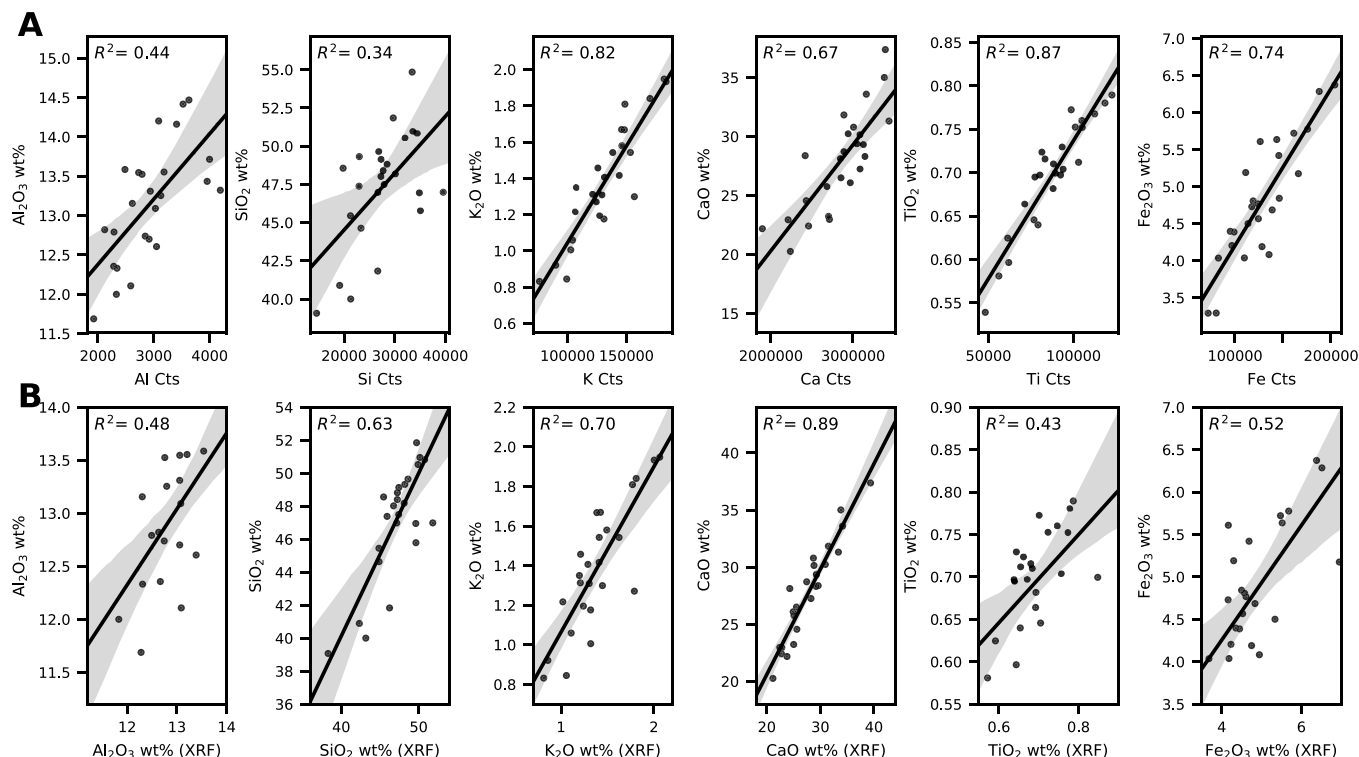 A
R²= 0.44
R²= 0.34
R²= 0.82
R²= 0.67
R²= 0.87
R²= 0.74
Al₂O₃ wt%
15.0
14.5
14.0
13.5
13.0
12.5
12.0
11.5
2000 3000 4000
Al Cts
SiO₂ wt%
55.0
52.5
50.0
47.5
45.0
42.5
40.0
20000 30000 40000
Si Cts
K₂O wt%
2.0
1.8
1.6
1.4
1.2
1.0
0.8
0.6
100000 150000
K Cts
CaO wt%
35
30
25
20
15
2000000 3000000
Ca Cts
TiO₂ wt%
0.85
0.80
0.75
0.70
0.65
0.60
0.55
50000 100000
Ti Cts
Fe₂O₃ wt%
7.0
6.5
6.0
5.5
5.0
4.5
4.0
3.5
100000 200000
Fe Cts
B
R²= 0.48
R²= 0.63
R²= 0.70
R²= 0.89
R²= 0.43
R²= 0.52
Al₂O₃ wt%
14.0
13.5
13.0
12.5
12.0
11.5
12 13 14
Al₂O₃ wt% (XRF)
SiO₂ wt%
54
52
50
48
46
44
42
40
38
36
40 50
SiO₂ wt% (XRF)
K₂O wt%
2.2
2.0
1.8
1.6
1.4
1.2
1.0
0.8
1 2
K₂O wt% (XRF)
CaO wt%
40
35
30
25
20
20 30 40
CaO wt% (XRF)
TiO₂ wt%
0.90
0.85
0.80
0.75
0.70
0.65
0.60
0.55
0.6 0.8
TiO₂ wt% (XRF)
Fe₂O₃ wt%
7.0
6.5
6.0
5.5
5.0
4.5
4.0
3.5
4 6
Fe₂O₃ wt% (XRF)